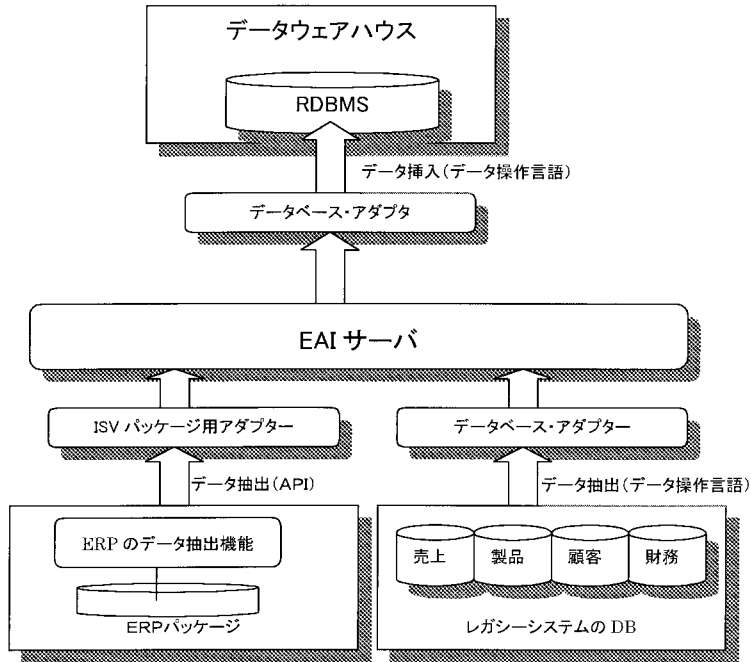 データウェアハウス
RDBMS
データ挿入(データ操作言語)
データベース・アダプタ
EAI サーバ
ISV パッケージ用アダプター
データベース・アダプター
データ抽出(API)
データ抽出(データ操作言語)
ERP のデータ抽出機能
売上
製品
顧客
財務
ERPパッケージ
レガシーシステムの DB